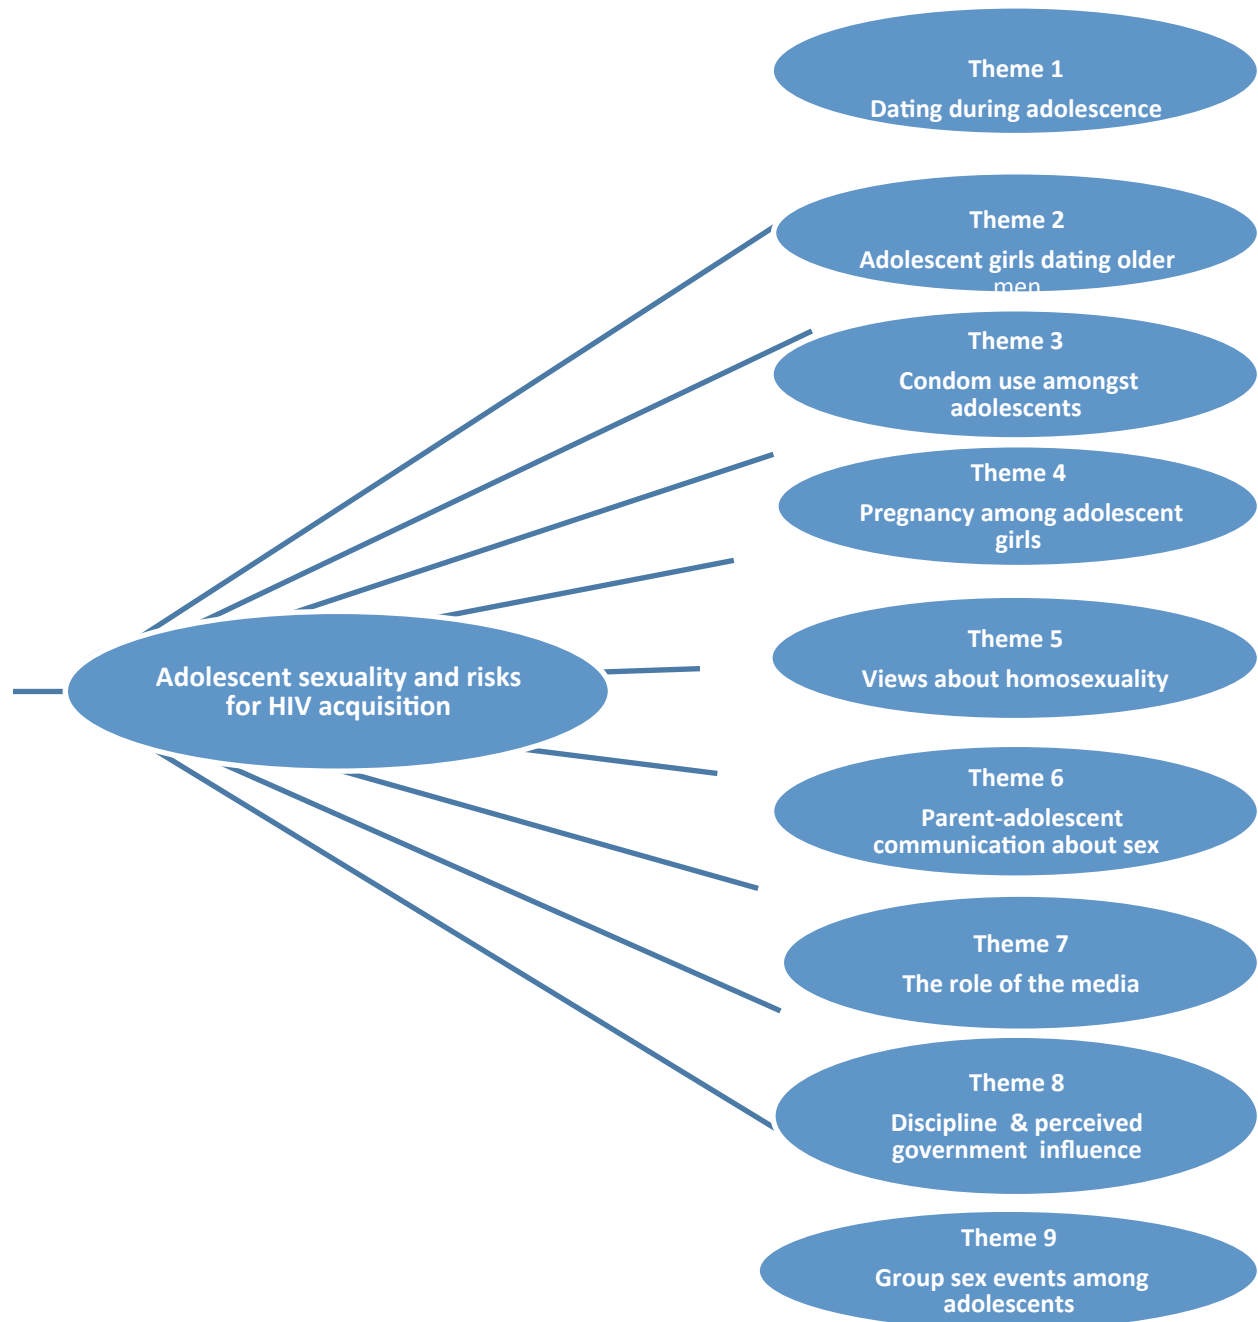 Theme 1
Dating during adolescence
Theme 2
Adolescent girls dating older
men
Theme 3
Condom use amongst
adolescents
Theme 4
Pregnancy among adolescent
girls
Adolescent sexuality and risks
for HIV acquisition
Theme 5
Views about homosexuality
Theme 6
Parent-adolescent
communication about sex
Theme 7
The role of the media
Theme 8
Discipline & perceived
government influence
Theme 9
Group sex events among
adolescents